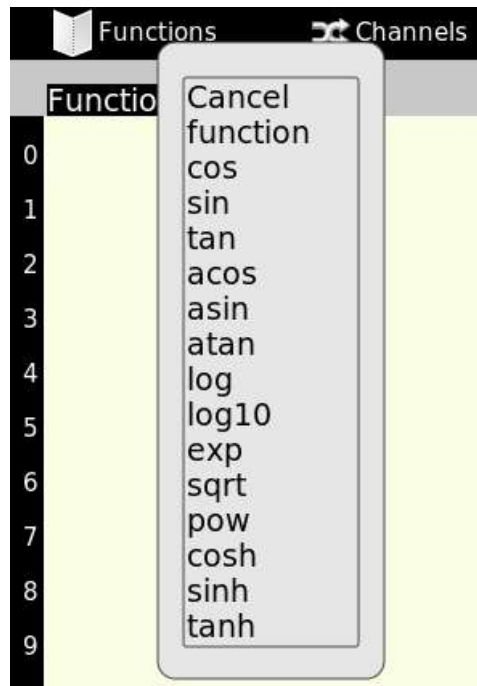 Functions Channels
Functio
Cancel
function
cos
sin
tan
acos
asin
atan
log
log10
exp
sqrt
pow
cosh
sinh
tanh
0
1
2
3
4
5
6
7
8
9